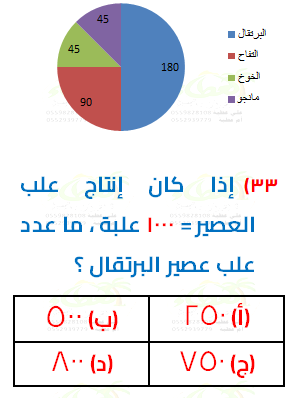 45
45
180
90
البرتقال
التفاح
الخوخ
مانجو
٣٣) إذا كان إنتاج علب
العصير = ١٠٠٠ علبة ، ما عدد
علب عصير البرتقال ؟
(أ) ٢٥٠ (ب) ٥٠٠
(ج) ٧٥٠ (د) ٨٠٠